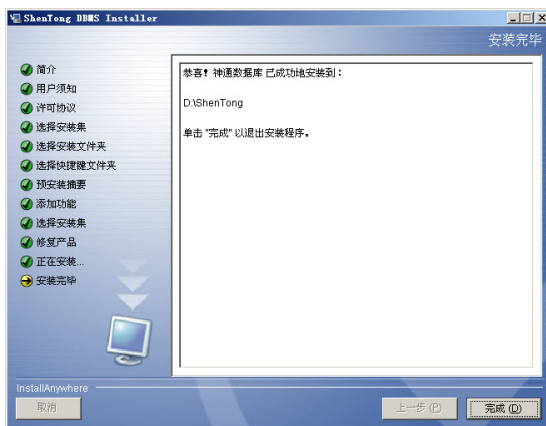 ShenTong DBMS Installer
安装完毕
简介
用户须知
许可协议
选择安装集
选择安装文件夹
选择快捷键文件夹
预安装摘要
添加功能
选择安装集
修复产品
正在安装...
安装完毕
恭喜！神通数据库 已成功地安装到：
D:\ShenTong
单击 "完成" 以退出安装程序。
InstallAnywhere
取消
上一步 (P)
完成 (D)